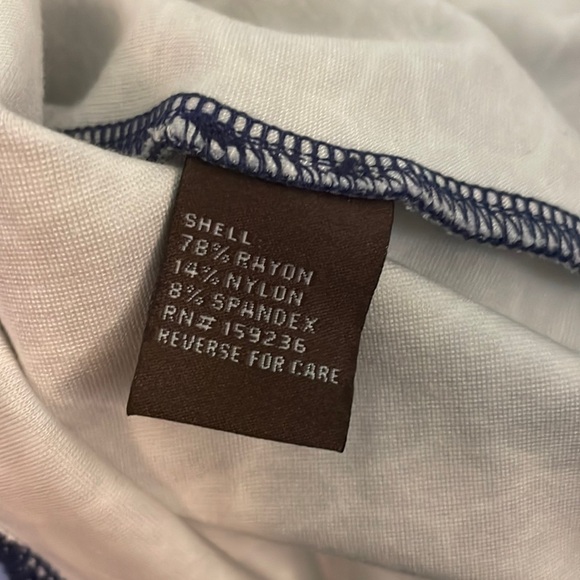 SHELL
78% RAYON
14% NYLON
8% SPANDEX
RN# 159236
REVERSE FOR CARE